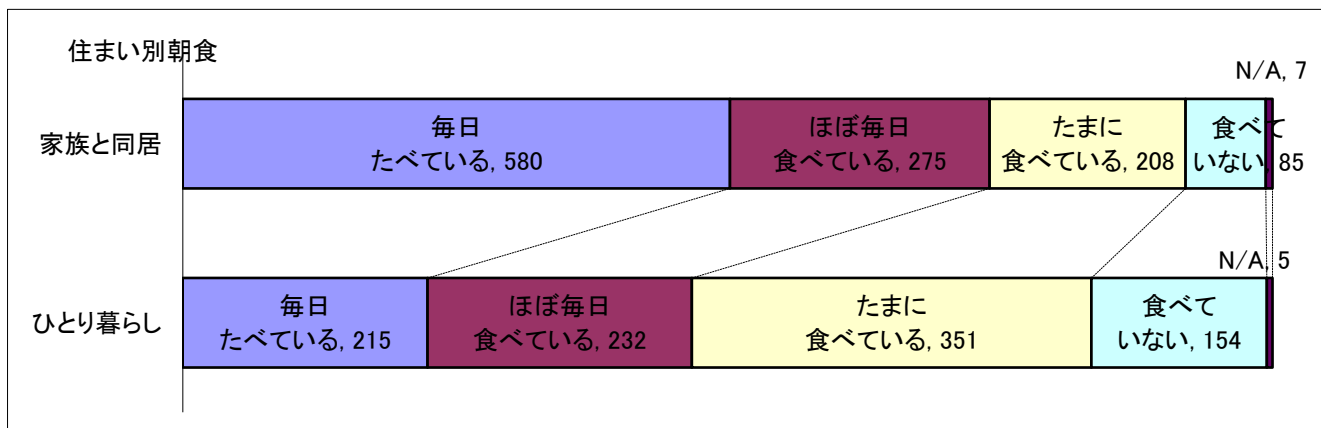 住まい別朝食
N/A, 7
家族と同居
毎日
たべている, 580
ほぼ毎日
食べている, 275
たまに
食べている, 208
食べて
いない, 85
N/A, 5
ひとり暮らし
毎日
たべている, 215
ほぼ毎日
食べている, 232
たまに
食べている, 351
食べて
いない, 154